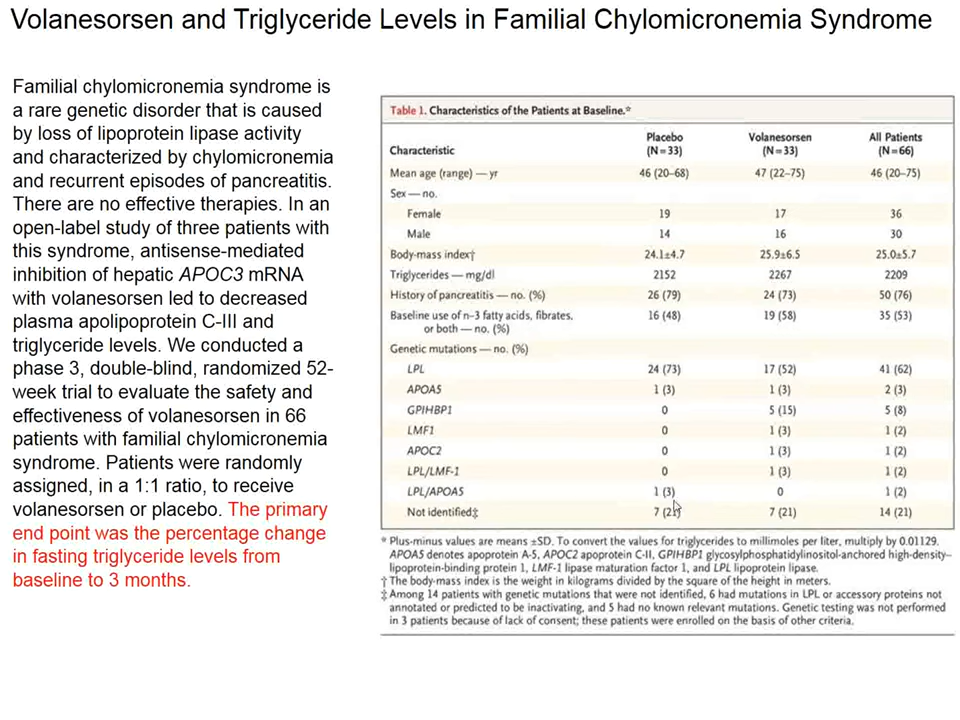 Volanesorsen and Triglyceride Levels in Familial Chylomicronemia Syndrome
Familial chylomicronemia syndrome is
a rare genetic disorder that is caused
by loss of lipoprotein lipase activity
and characterized by chylomicronemia
and recurrent episodes of pancreatitis.
There are no effective therapies. In an
open-label study of three patients with
this syndrome, antisense-mediated
inhibition of hepatic APOC3 mRNA
with volanesorsen led to decreased
plasma apolipoprotein C-III and
triglyceride levels. We conducted a
phase 3, double-blind, randomized 52-
week trial to evaluate the safety and
effectiveness of volanesorsen in 66
patients with familial chylomicronemia
syndrome. Patients were randomly
assigned, in a 1:1 ratio, to receive
volanesorsen or placebo. The primary
end point was the percentage change
in fasting triglyceride levels from
baseline to 3 months.
Table 1. Characteristics of the Patients at Baseline.*
Characteristic Placebo (N=33) Volanesorsen (N=33) All Patients (N=66)
Mean age (range) — yr 46 (20–68) 47 (22–75) 46 (20–75)
Sex — no.
Female 19 17 36
Male 14 16 30
Body-mass index† 24.1±4.7 25.9±6.5 25.0±5.7
Triglycerides — mg/dl 2152 2267 2209
History of pancreatitis — no. (%) 26 (79) 24 (73) 50 (76)
Baseline use of n–3 fatty acids, fibrates, 16 (48) 19 (58) 35 (53)
or both — no. (%)
Genetic mutations — no. (%)
LPL 24 (73) 17 (52) 41 (62)
APOA5 1 (3) 1 (3) 2 (3)
GPIHBP1 0 5 (15) 5 (8)
LMF1 0 1 (3) 1 (2)
APOC2 0 1 (3) 1 (2)
LPL/LMF-1 0 1 (3) 1 (2)
LPL/APOA5 1 (3) 0 1 (2)
Not identified‡ 7 (21) 7 (21) 14 (21)
* Plus-minus values are means ±SD. To convert the values for triglycerides to millimoles per liter, multiply by 0.01129.
APOA5 denotes apoprotein A-5, APOC2 apoprotein C-II, GPIHBP1 glycosylphosphatidylinositol-anchored high-density–
lipoprotein-binding protein 1, LMF-1 lipase maturation factor 1, and LPL lipoprotein lipase.
† The body-mass index is the weight in kilograms divided by the square of the height in meters.
‡ Among 14 patients with genetic mutations that were not identified, 6 had mutations in LPL or accessory proteins not
annotated or predicted to be inactivating, and 5 had no known relevant mutations. Genetic testing was not performed
in 3 patients because of lack of consent; these patients were enrolled on the basis of other criteria.